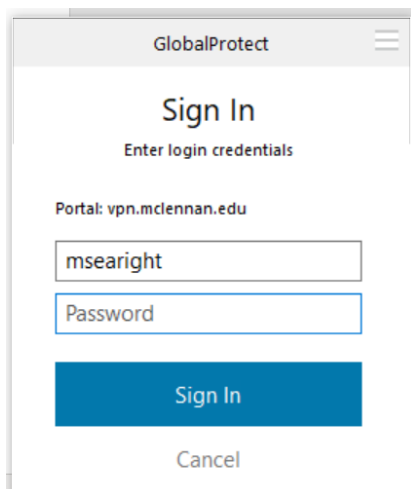 GlobalProtect
Sign In
Enter login credentials
Portal: vpn.mclennan.edu
msearight
Password
Sign In
Cancel